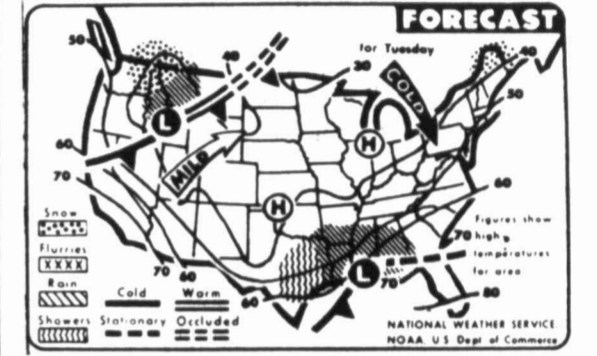 FORECAST
for Tuesday
50
40
30
40
COLD
50
L
H
60
MILD
70
60
H
Snow
Figures show
70 high
temperatures
for area
Flurries
XXXX
Rain
70 60
Cold Warm
60
L
70
80
Showers
Stationary Occluded
NATIONAL WEATHER SERVICE
NOAA, U.S. Dept of Commerce